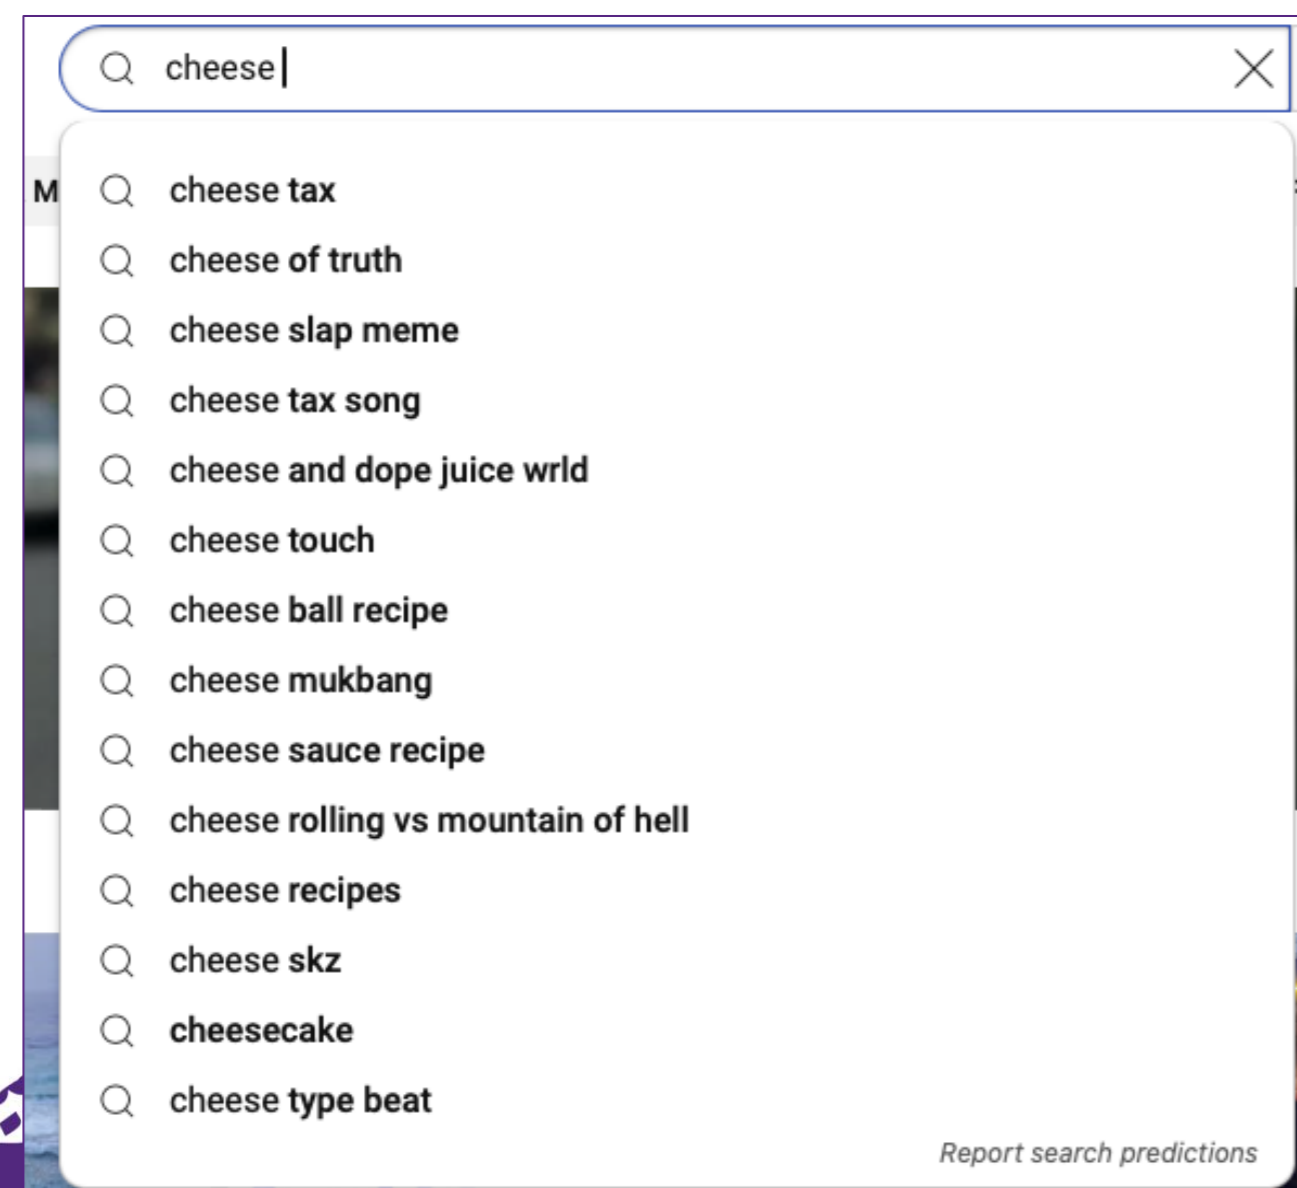 cheese
M
cheese tax
cheese of truth
cheese slap meme
cheese tax song
cheese and dope juice wrld
cheese touch
cheese ball recipe
cheese mukbang
cheese sauce recipe
cheese rolling vs mountain of hell
cheese recipes
cheese skz
cheesecake
cheese type beat
Report search predictions